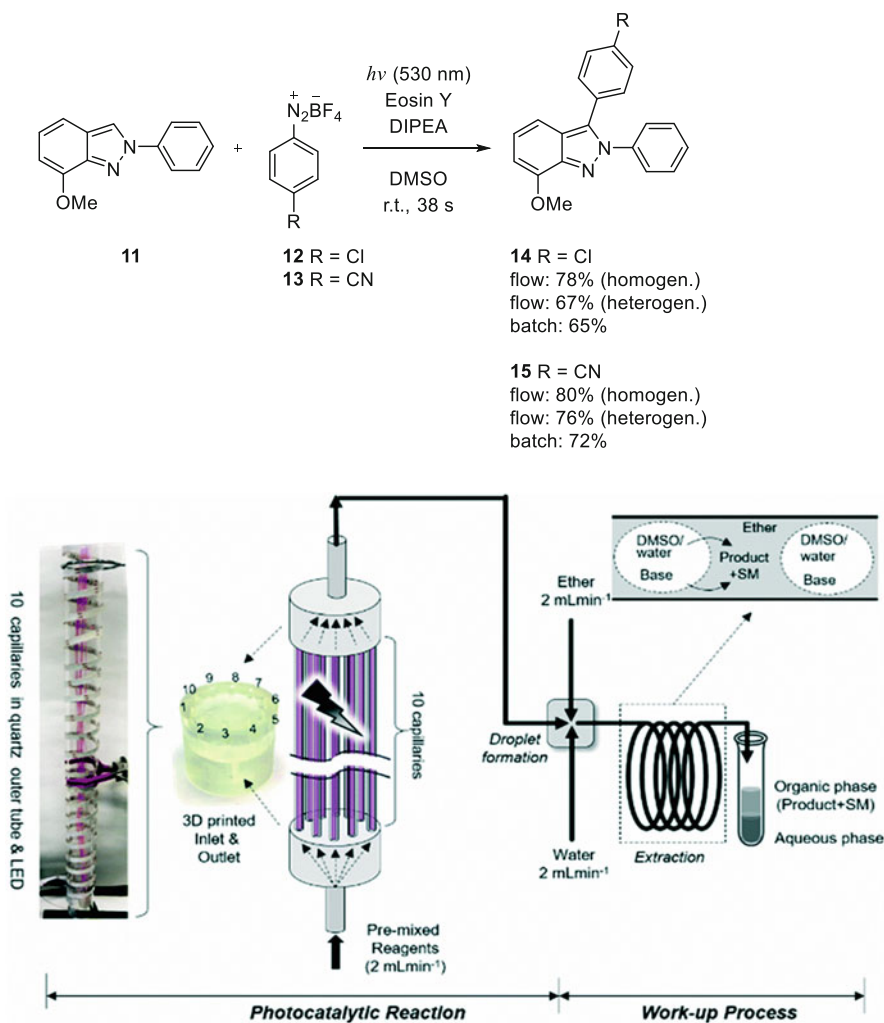 hν (530 nm)
Eosin Y
DIPEA
DMSO
r.t., 38 s
N
N
OMe
+
+ −
N2BF4
R
R
N
N
OMe
11
12 R = Cl
13 R = CN
14 R = Cl
flow: 78% (homogen.)
flow: 67% (heterogen.)
batch: 65%
15 R = CN
flow: 80% (homogen.)
flow: 76% (heterogen.)
batch: 72%
10 capillaries in quartz outer tube & LED
1
2
3
4
5
6
7
8
9
10
3D printed
Inlet &
Outlet
10 capillaries
Pre-mixed
Reagents
(2 mLmin-1)
Droplet
formation
Ether
2 mLmin-1
Water
2 mLmin-1
Ether
DMSO/
water
Base
Product
+SM
DMSO/
water
Base
Extraction
Organic phase
(Product+SM)
Aqueous phase
Photocatalytic Reaction
Work-up Process